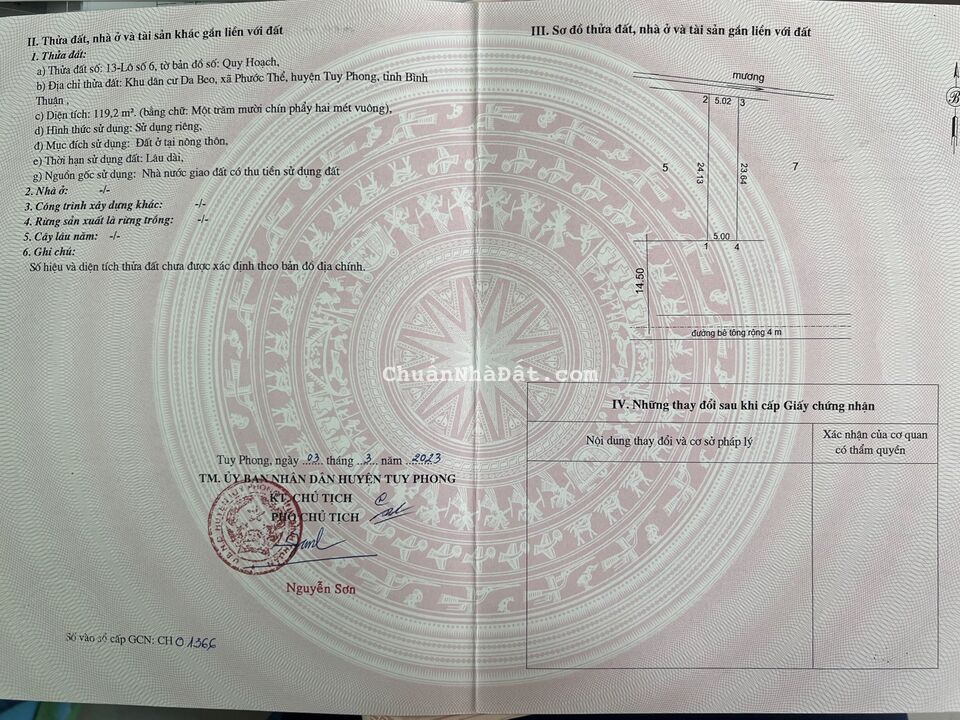 II. Thửa đất, nhà ở và tài sản khác gắn liền với đất
1. Thửa đất:
a) Thửa đất số: 13-Lô số 6, tờ bản đồ số: Quy Hoạch,
b) Địa chỉ thửa đất: Khu dân cư Da Beo, xã Phước Thể, huyện Tuy Phong, tỉnh Bình
Thuận ,
c) Diện tích: 119,2 m². (bằng chữ: Một trăm mười chín phẩy hai mét vuông),
d) Hình thức sử dụng: Sử dụng riêng,
đ) Mục đích sử dụng: Đất ở tại nông thôn,
e) Thời hạn sử dụng đất: Lâu dài,
g) Nguồn gốc sử dụng: Nhà nước giao đất có thu tiền sử dụng đất
2. Nhà ở: -/-
3. Công trình xây dựng khác: -/-
4. Rừng sản xuất là rừng trồng: -/-
5. Cây lâu năm: -/-
6. Ghi chú:
Số hiệu và diện tích thửa đất chưa được xác định theo bản đồ địa chính.
Tuy Phong, ngày 03 tháng 3 năm 2023
TM. ỦY BAN NHÂN DÂN HUYỆN TUY PHONG
KT. CHỦ TỊCH
PHÓ CHỦ TỊCH
Nguyễn Sơn
Số vào sổ cấp GCN: CH 01366
III. Sơ đồ thửa đất, nhà ở và tài sản gắn liền với đất
mương
B
2 5.02 3
5 24.13 23.64 7
5.00
1 4
14.50
đường bê tông rộng 4 m
ChuẩnNhàĐất.com
IV. Những thay đổi sau khi cấp Giấy chứng nhận
Nội dung thay đổi và cơ sở pháp lý
Xác nhận của cơ quan
có thẩm quyền